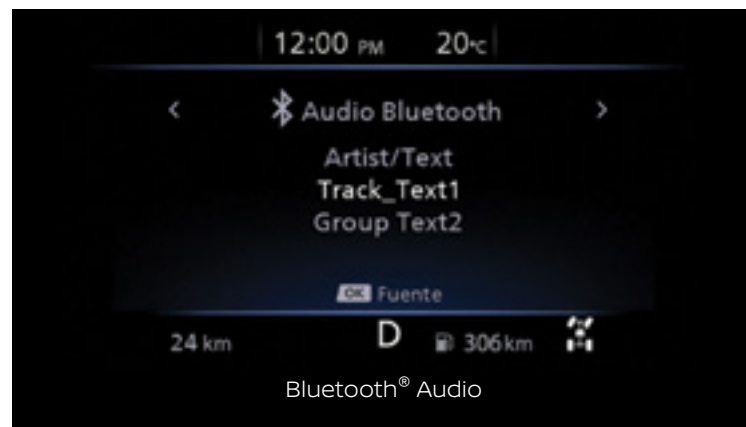 12:00 PM 20°C
< Audio Bluetooth >
Artist/Text
Track_Text1
Group Text2
OK Fuente
24 km D 306 km
Bluetooth® Audio